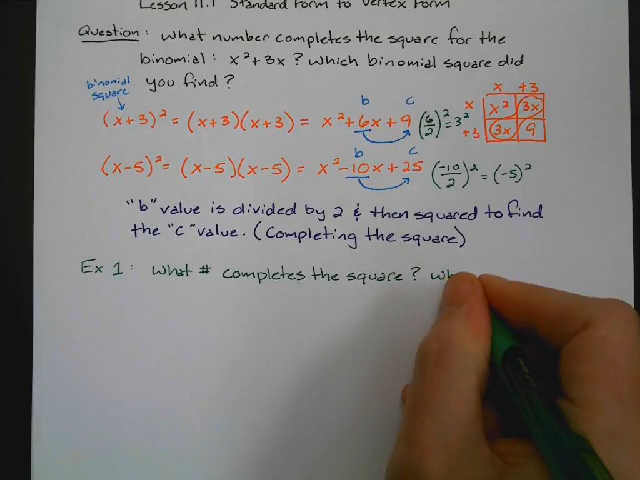 Lesson 11.1 Standard Form to Vertex Form
Question: What number completes the square for the
binomial: x² + 3x ? Which binomial square did
you find?
binomial
square
(x+3)² = (x+3)(x+3) = x² + 6x + 9 (6/2)² = 3²
b c
x +3
x x² 3x
+3 3x 9
(x-5)² = (x-5)(x-5) = x² - 10x + 25 (-10/2)² = (-5)²
b c
"b" value is divided by 2 & then squared to find
the "c" value. (Completing the square)
Ex 1: What # completes the square? Wh